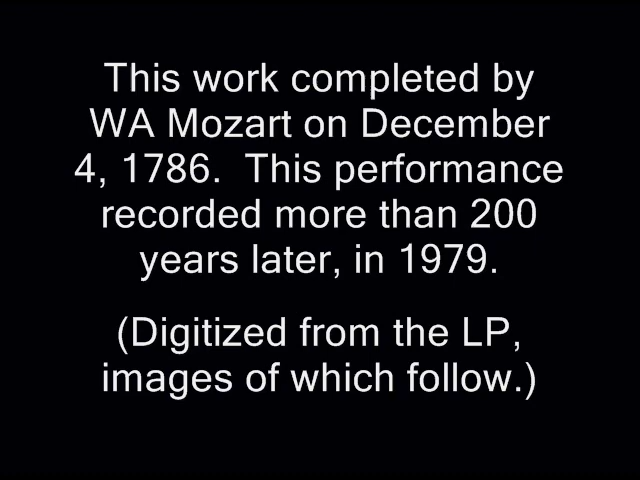 This work completed by
WA Mozart on December
4, 1786.  This performance
recorded more than 200
years later, in 1979.
(Digitized from the LP,
images of which follow.)